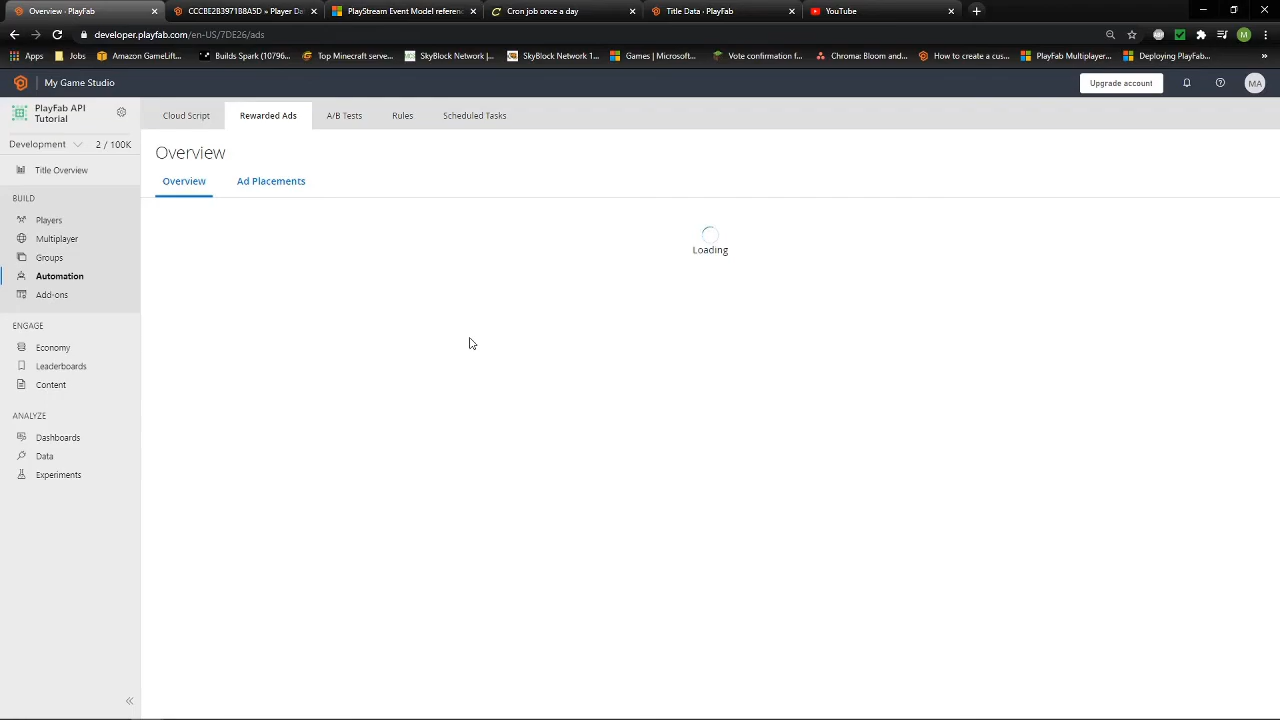 Overview - PlayFab
CCCBE2B3971B8A5D » Player Da
PlayStream Event Model referenc
Cron job once a day
Title Data - PlayFab
YouTube
developer.playfab.com/en-US/7DE26/ads
M
Apps
Jobs
Amazon GameLift...
Builds Spark (10796...
Top Minecraft serve...
SkyBlock Network |...
SkyBlock Network 1...
Games | Microsoft...
Vote confirmation f...
Chroma: Bloom and...
How to create a cus...
PlayFab Multiplayer...
Deploying PlayFab...
»
My Game Studio
Upgrade account
MA
PlayFab API
Tutorial
Development
2 / 100K
Title Overview
BUILD
Players
Multiplayer
Groups
Automation
Add-ons
ENGAGE
Economy
Leaderboards
Content
ANALYZE
Dashboards
Data
Experiments
Cloud Script
Rewarded Ads
A/B Tests
Rules
Scheduled Tasks
Overview
Overview
Ad Placements
Loading